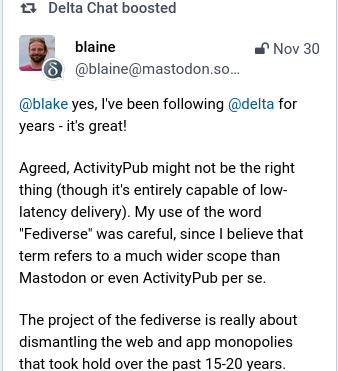 Delta Chat boosted
blaine
Nov 30
@blaine@mastodon.so...
@blake yes, I've been following @delta for
years - it's great!
Agreed, ActivityPub might not be the right
thing (though it's entirely capable of low-
latency delivery). My use of the word
"Fediverse" was careful, since I believe that
term refers to a much wider scope than
Mastodon or even ActivityPub per se.
The project of the fediverse is really about
dismantling the web and app monopolies
that took hold over the past 15-20 years.